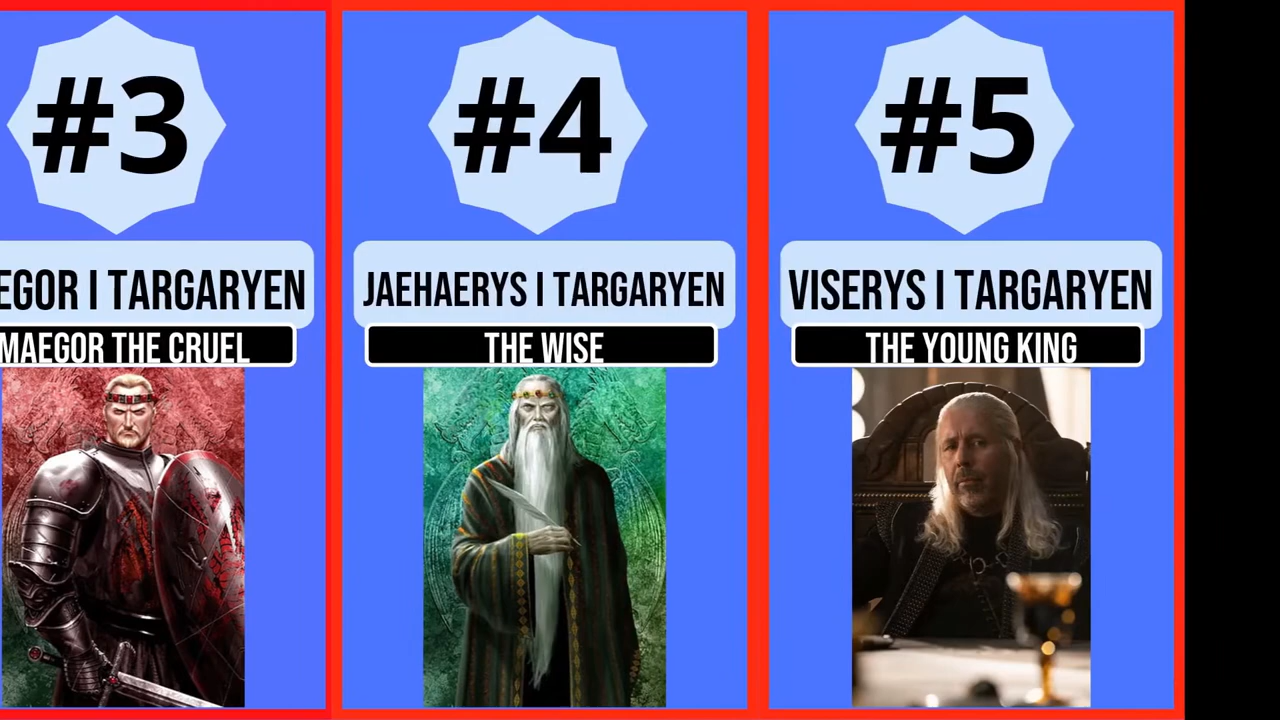 #3
EGOR I TARGARYEN
MAEGOR THE CRUEL
#4
JAEHAERYS I TARGARYEN
THE WISE
#5
VISERYS I TARGARYEN
THE YOUNG KING